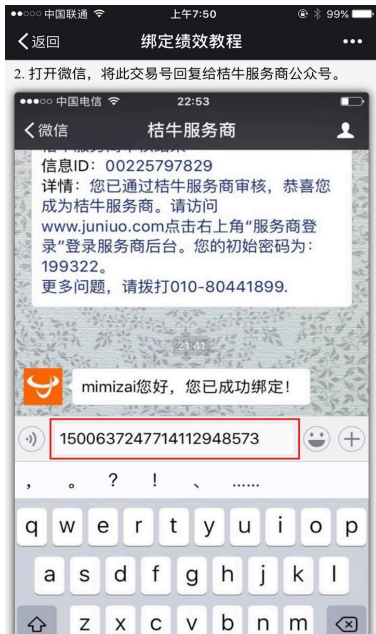 中国联通 上午7:50 99%
返回 绑定绩效教程
2. 打开微信，将此交易号回复给桔牛服务商公众号。
中国电信 22:53
微信 桔牛服务商
信息ID：00225797829
详情：您已通过桔牛服务商审核，恭喜您
成为桔牛服务商。请访问
www.juniuo.com点击右上角“服务商登
录”登录服务商后台。您的初始密码为：
199322。
更多问题，请拨打010-80441899.
21:41
mimizai您好，您已成功绑定！
1500637247714112948573
， 。 ？ ！ 、 ……
q w e r t y u i o p
a s d f g h j k l
z x c v b n m